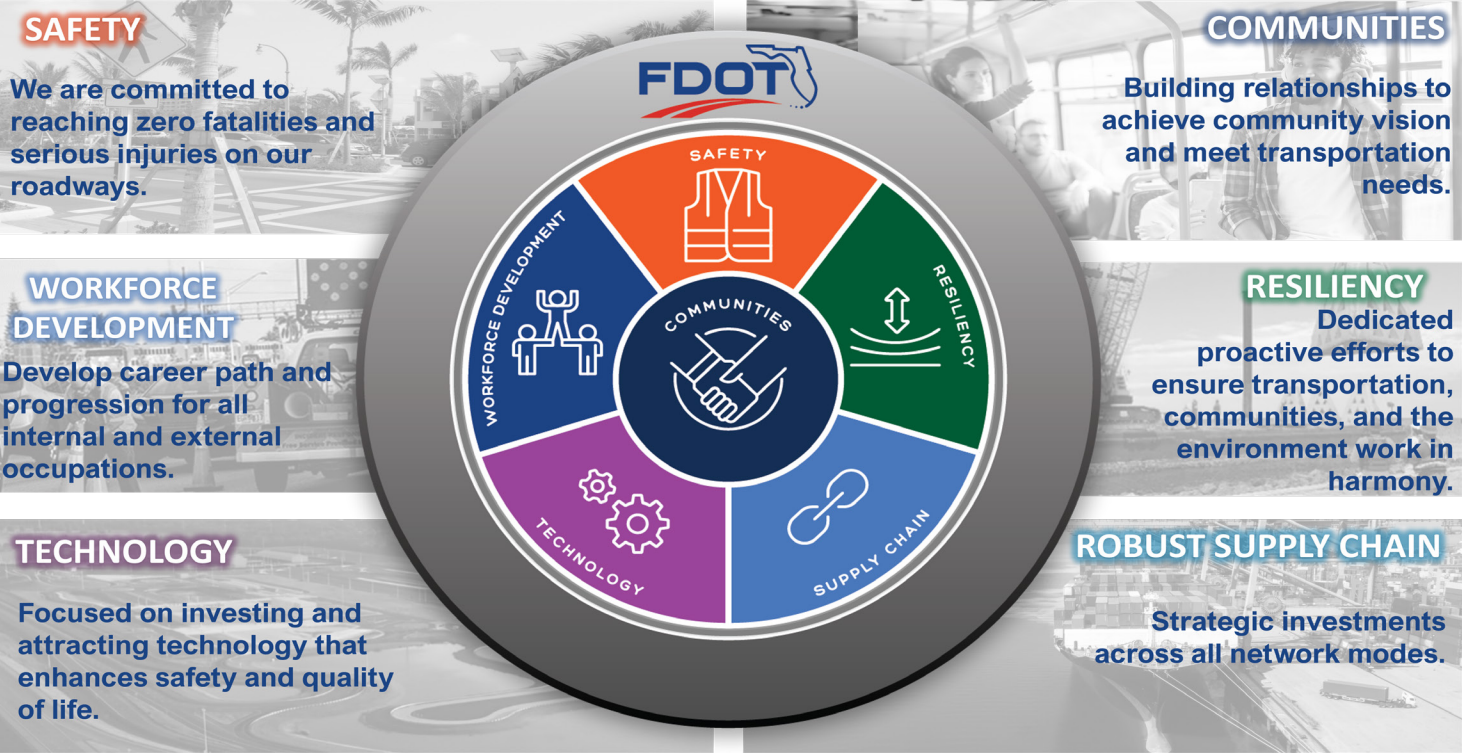 SAFETY
We are committed to
reaching zero fatalities and
serious injuries on our
roadways.
WORKFORCE
DEVELOPMENT
Develop career path and
progression for all
internal and external
occupations.
TECHNOLOGY
Focused on investing and
attracting technology that
enhances safety and quality
of life.
FDOT
SAFETY
RESILIENCY
SUPPLY CHAIN
TECHNOLOGY
WORKFORCE DEVELOPMENT
COMMUNITIES
COMMUNITIES
Building relationships to
achieve community vision
and meet transportation
needs.
RESILIENCY
Dedicated
proactive efforts to
ensure transportation,
communities, and the
environment work in
harmony.
ROBUST SUPPLY CHAIN
Strategic investments
across all network modes.